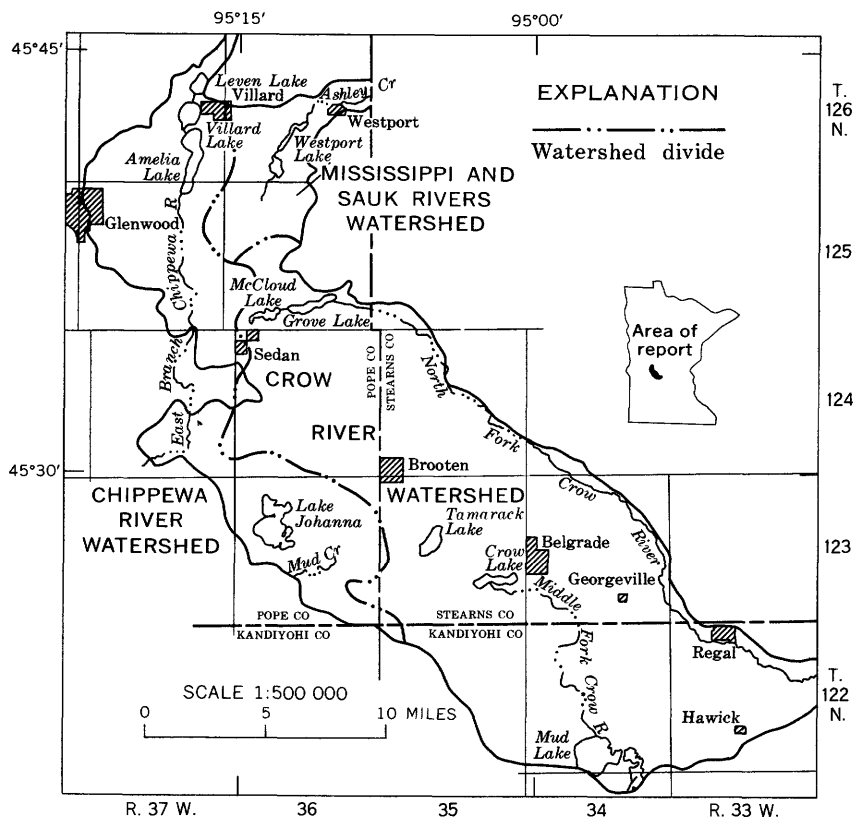 95°15'
95°00'
45°45'
Leven Lake
Villard
Villard
Lake
Amelia
Lake
Ashley Cr
Westport
Westport
Lake
EXPLANATION
Watershed divide
T.
126
N.
MISSISSIPPI AND
SAUK RIVERS
WATERSHED
Glenwood
Chippewa R
125
McCloud
Lake
Grove Lake
Sedan
Branch
East
CROW
RIVER
WATERSHED
POPE CO
STEARNS CO
North
Fork
Crow
River
Area of
report
124
45°30'
Brooten
CHIPPEWA
RIVER
WATERSHED
Lake
Johanna
Mud Cr
Tamarack
Lake
Crow
Lake
Belgrade
Georgeville
Middle
Fork Crow R
123
POPE CO
KANDIYOHI CO
STEARNS CO
KANDIYOHI CO
Regal
SCALE 1:500 000
0 5 10 MILES
Hawick
Mud
Lake
T.
122
N.
R. 37 W. 36 35 34 R. 33 W.